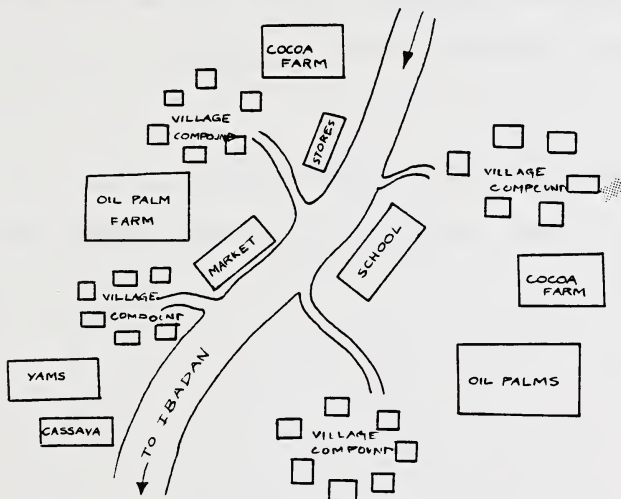 COCOA
FARM
VILLAGE
COMPOUND
STORES
VILLAGE
COMPOUND
OIL PALM
FARM
MARKET
SCHOOL
COCOA
FARM
VILLAGE
COMPOUND
YAMS
OIL PALMS
CASSAVA
TO IBADAN
VILLAGE
COMPOUND